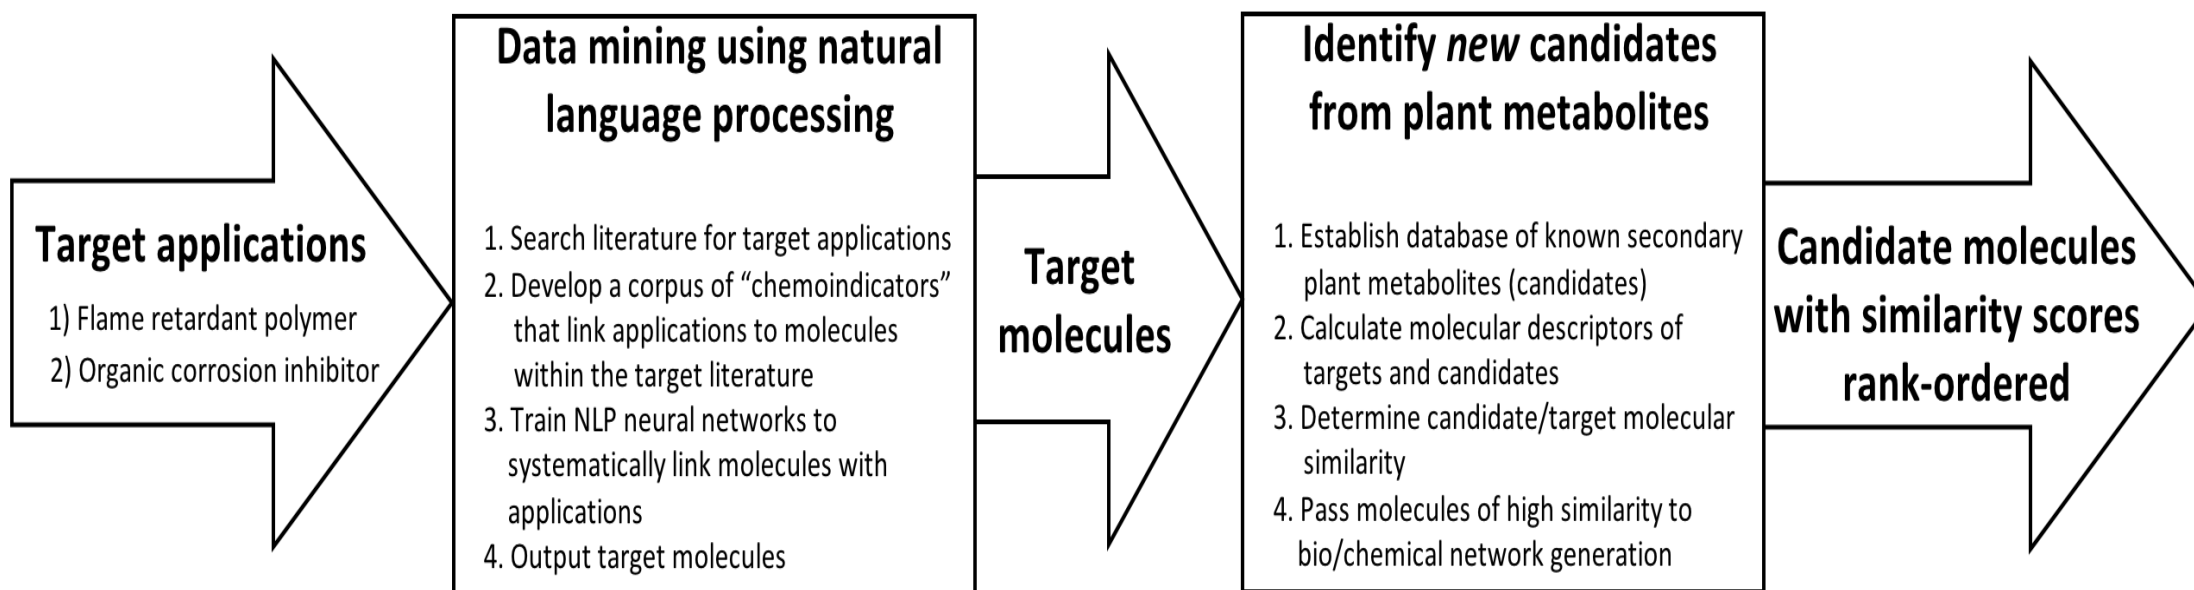 Target applications
1) Flame retardant polymer
2) Organic corrosion inhibitor
Data mining using natural
language processing
1. Search literature for target applications
2. Develop a corpus of “chemoindicators”
that link applications to molecules
within the target literature
3. Train NLP neural networks to
systematically link molecules with
applications
4. Output target molecules
Target
molecules
Identify new candidates
from plant metabolites
1. Establish database of known secondary
plant metabolites (candidates)
2. Calculate molecular descriptors of
targets and candidates
3. Determine candidate/target molecular
similarity
4. Pass molecules of high similarity to
bio/chemical network generation
Candidate molecules
with similarity scores
rank-ordered